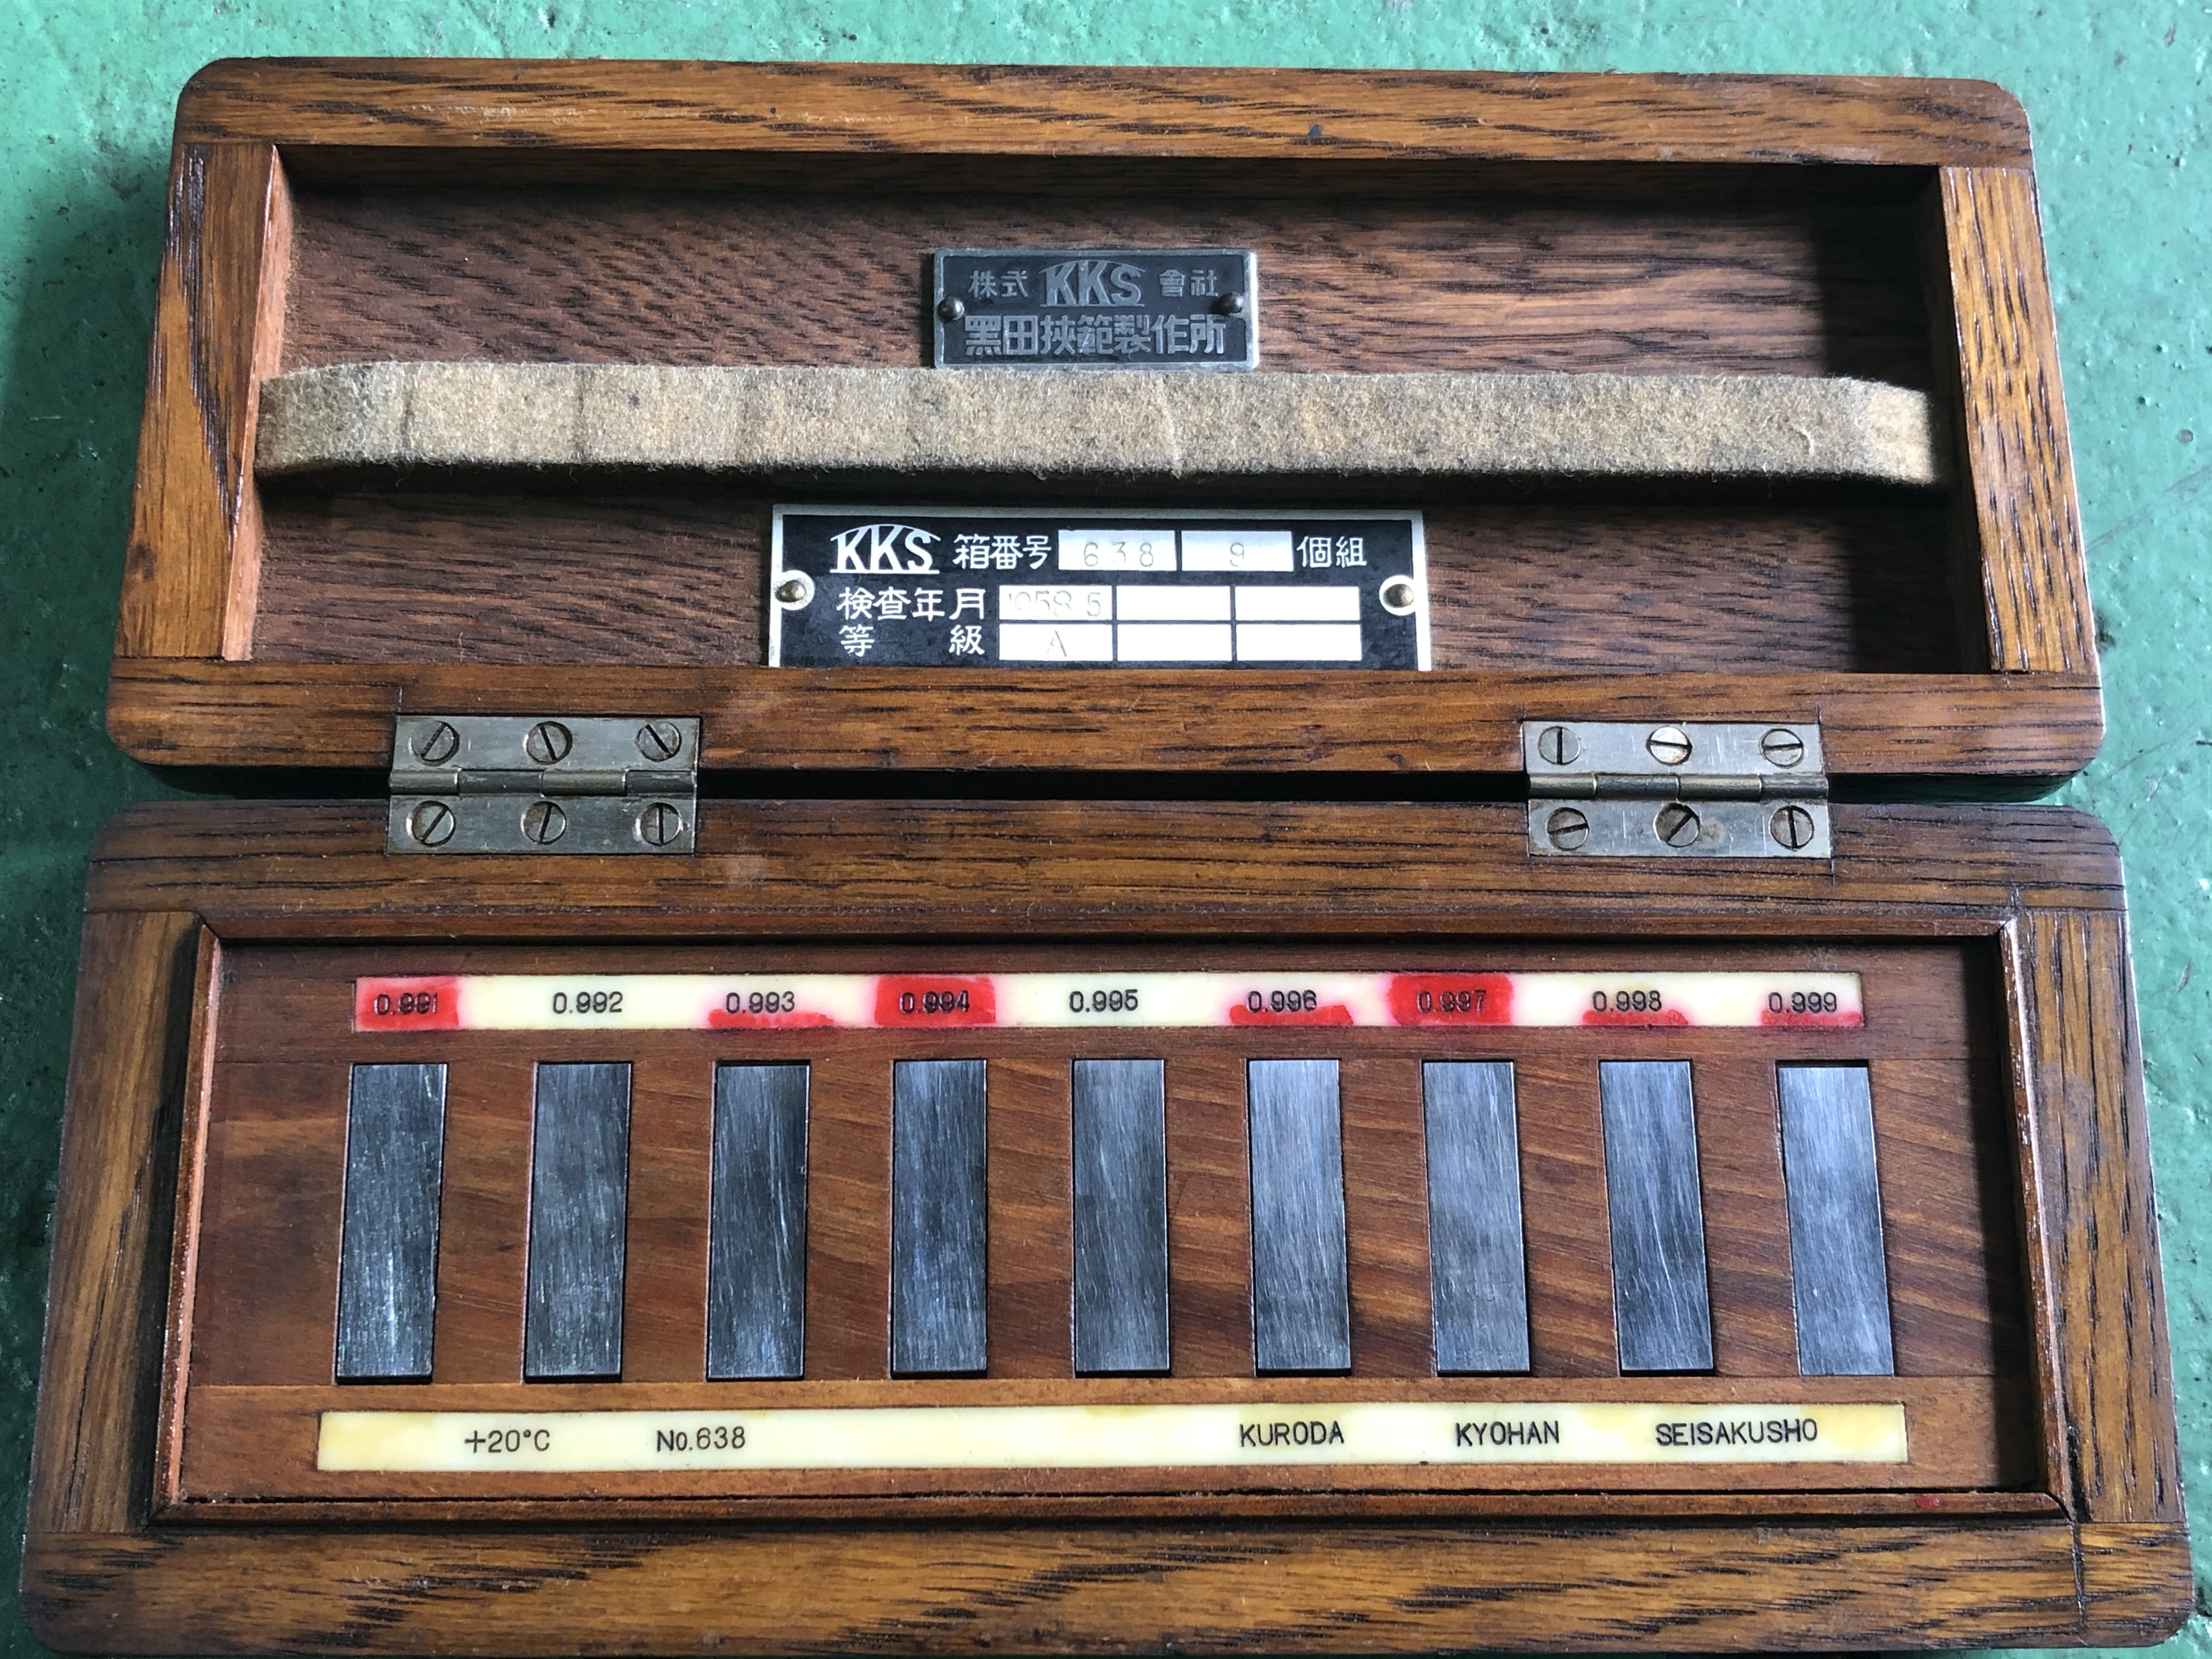 株式 KKS 會社
黑田挾範製作所
KKS 箱番号 638 9 個組
検査年月 1958 5
等級 A
0.991 0.992 0.993 0.994 0.995 0.996 0.997 0.998 0.999
+20°C No.638 KURODA KYOHAN SEISAKUSHO